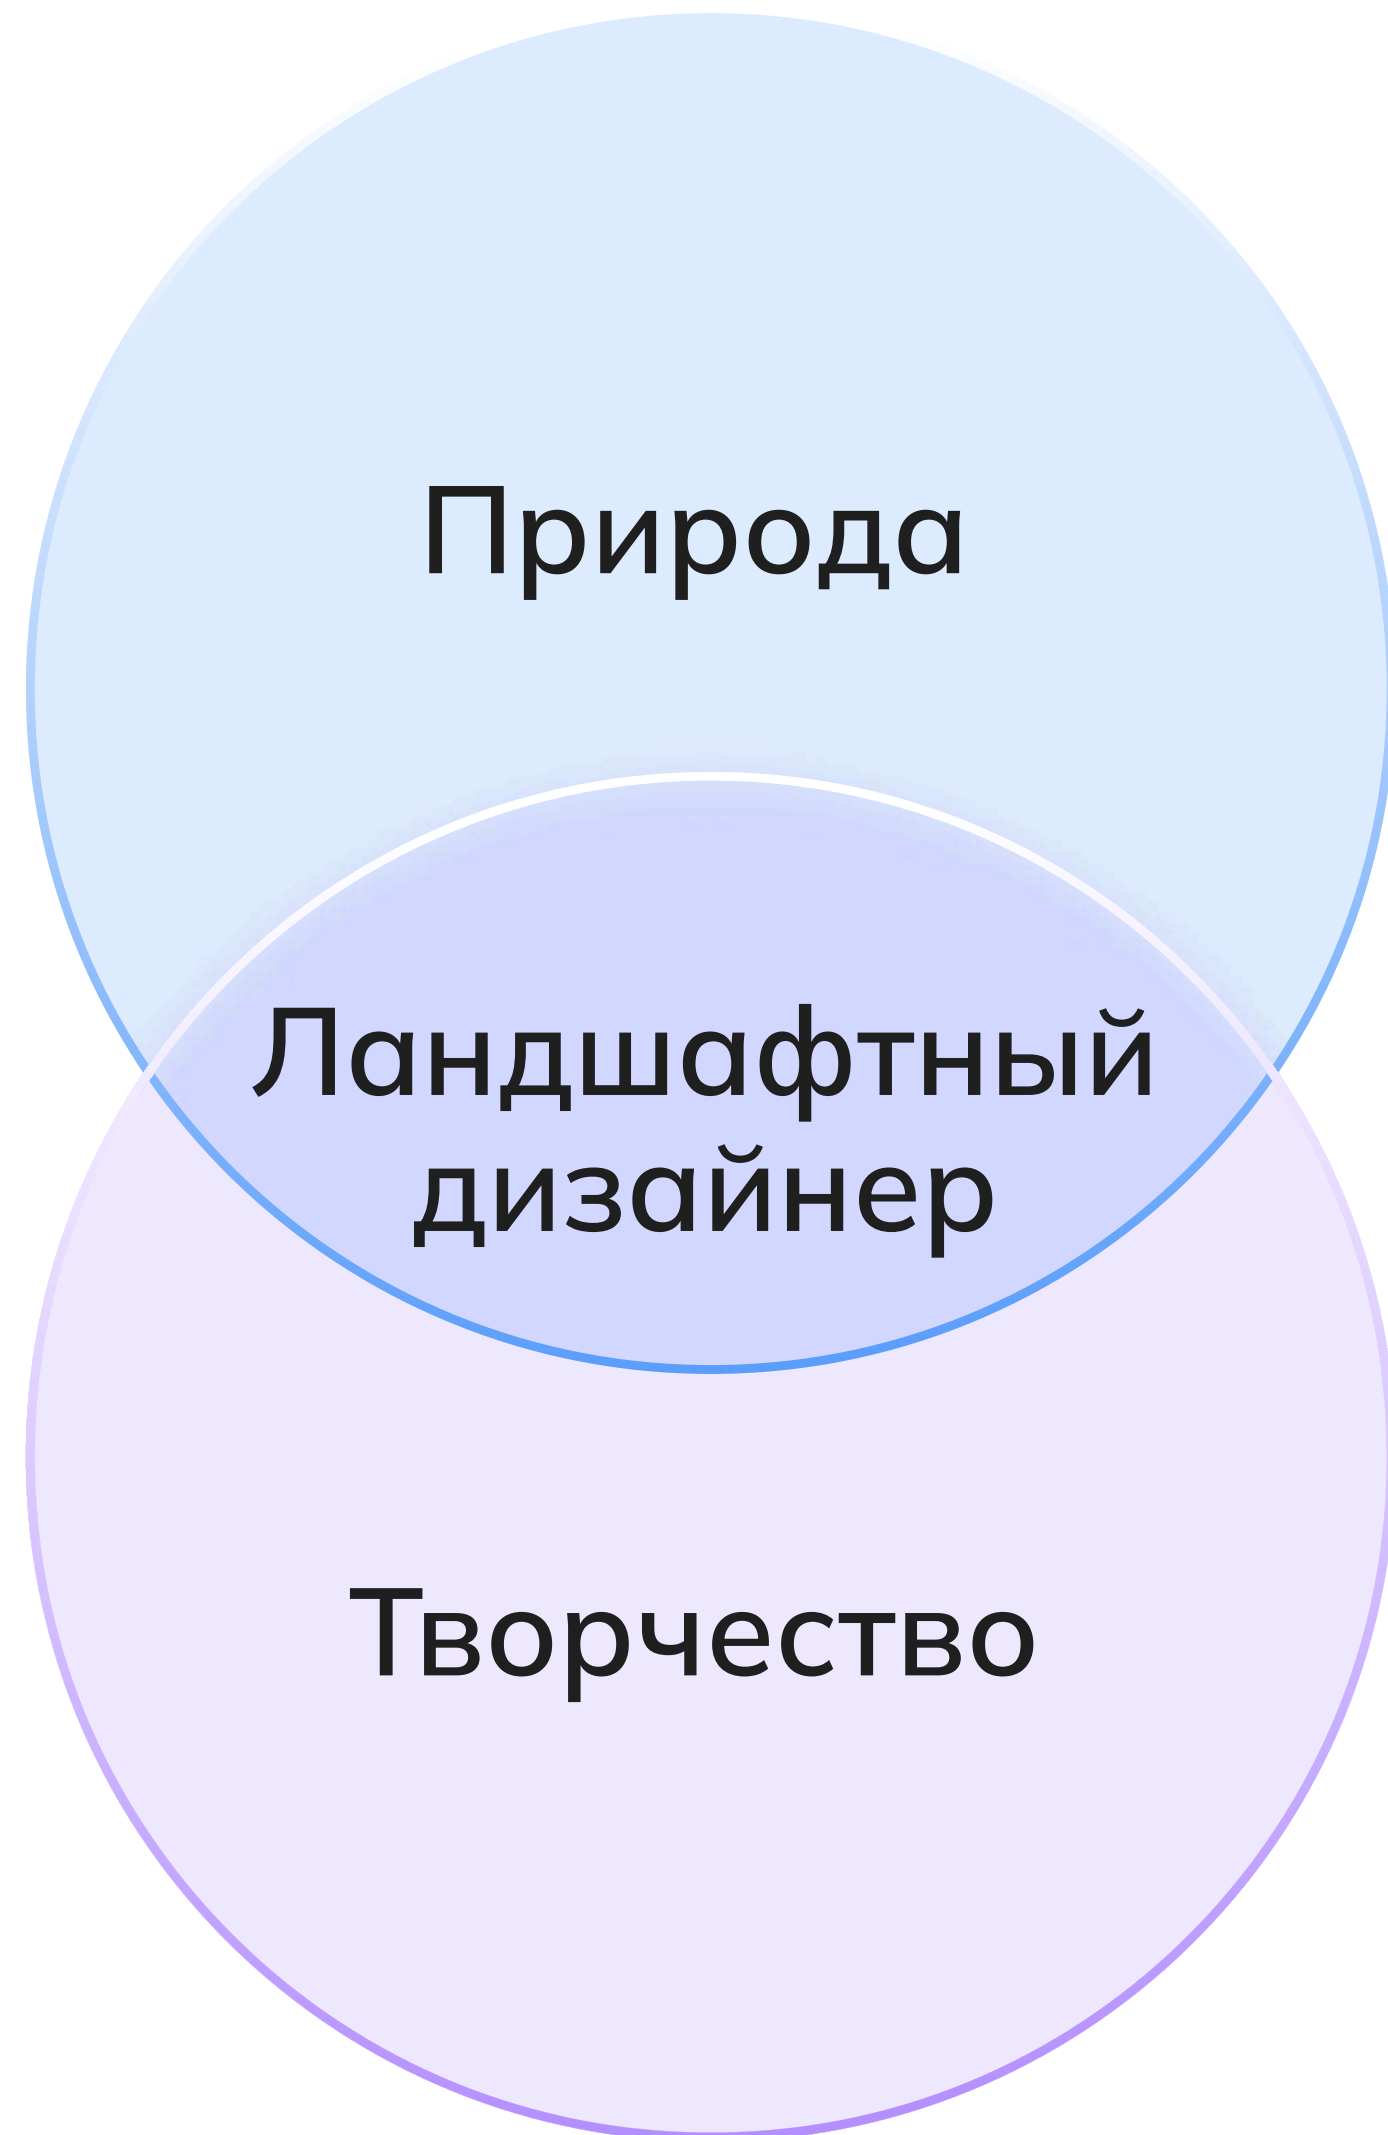 Природа
Ландшафтный
дизайнер
Творчество